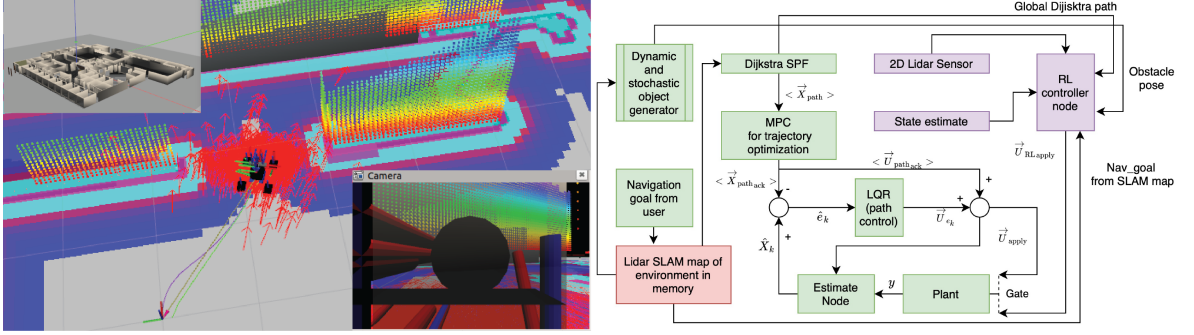 Camera
Global Dijisktra path
Dynamic
and
stochastic
object
generator
Dijkstra SPF
2D Lidar Sensor
RL
controller
node
Obstacle
pose
< X_path >
MPC
for trajectory
optimization
State estimate
U_RL apply
< U_path ack >
Nav_goal
from SLAM map
< X_path ack >
Navigation
goal from
user
-
+
+
ê_k
LQR
(path
control)
U_e_k
X̂_k
+
U_apply
Lidar SLAM map of
environment in
memory
Estimate
Node
y
Plant
Gate